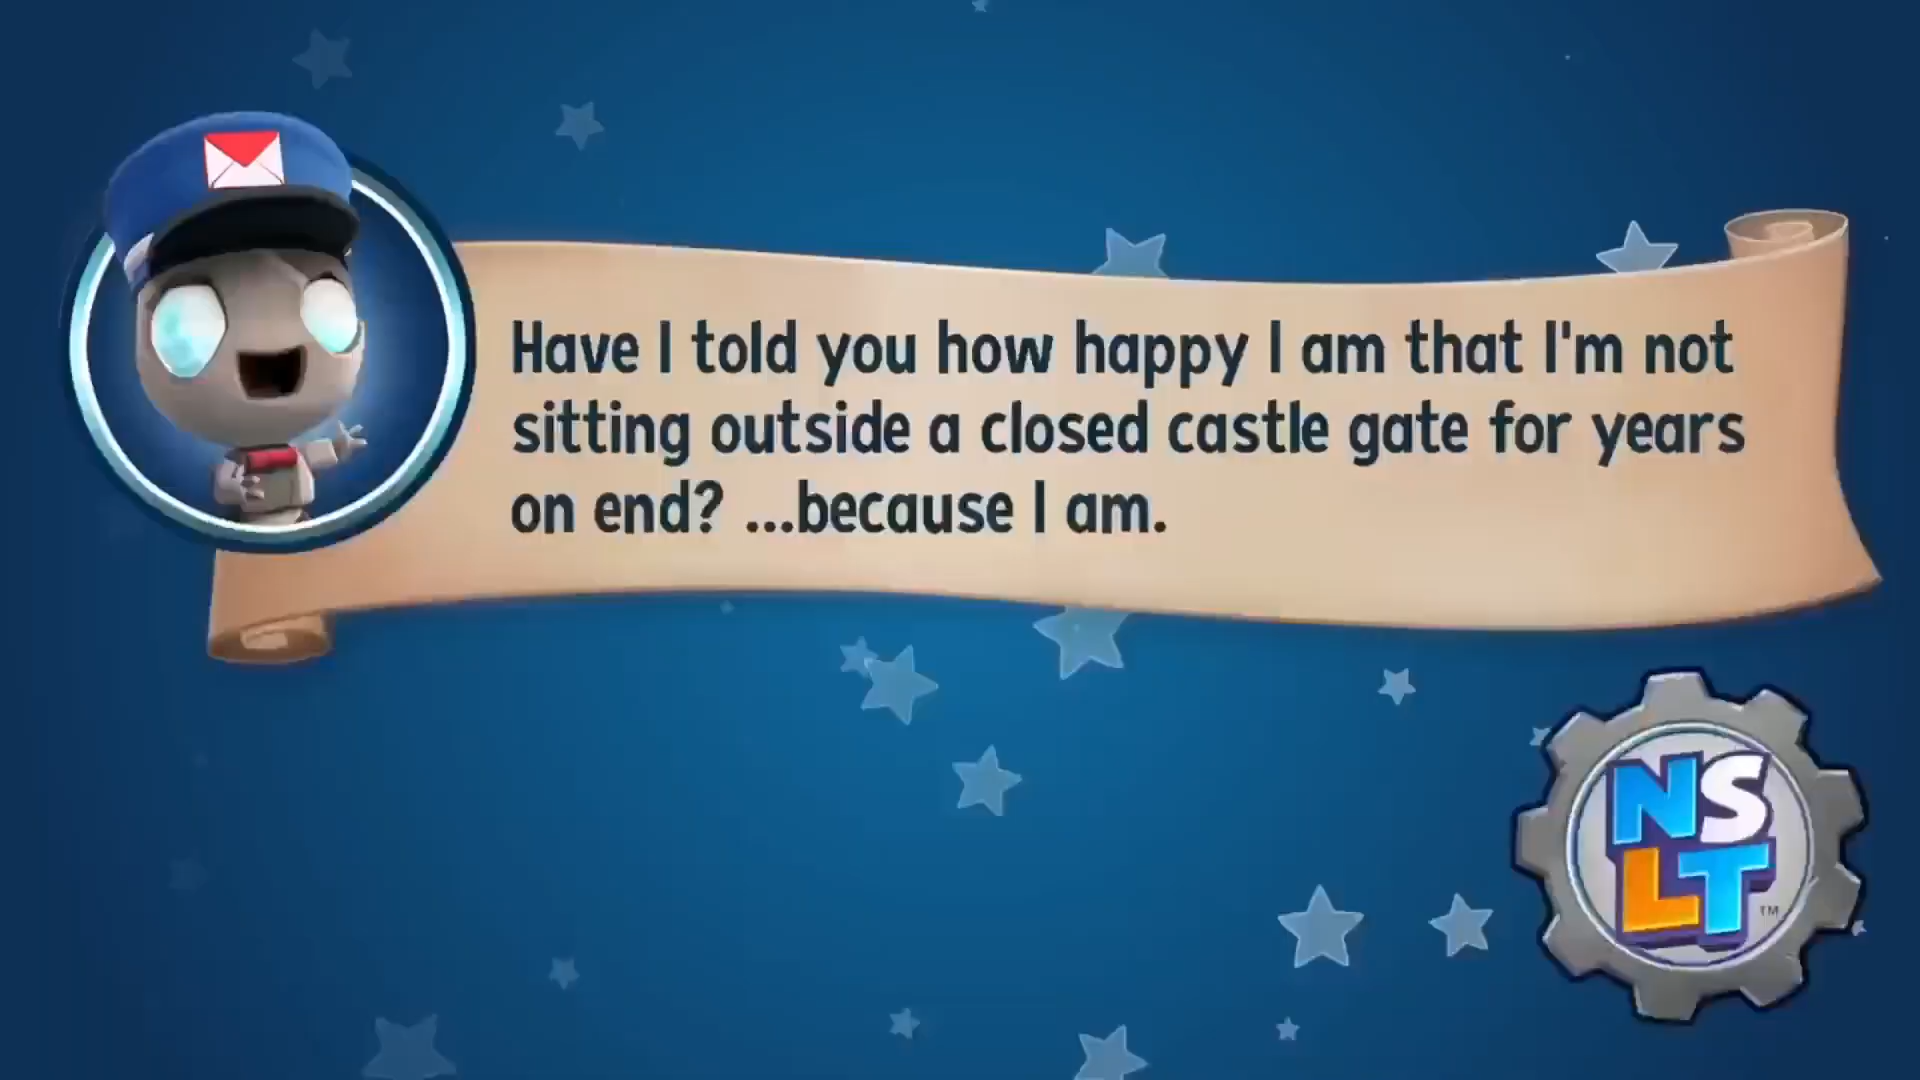 Have I told you how happy I am that I'm not
sitting outside a closed castle gate for years
on end? ...because I am.
NS
LT
TM